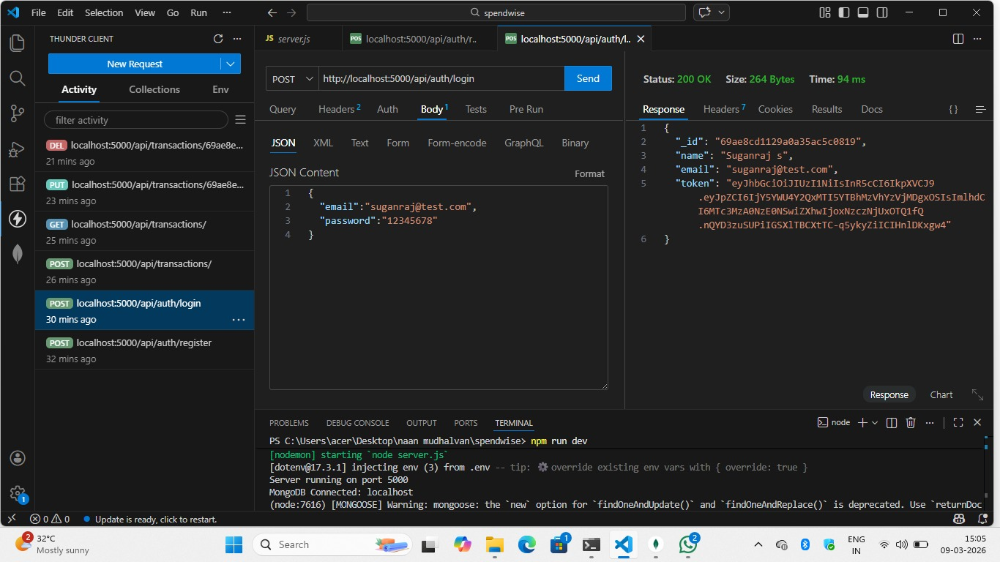 File Edit Selection View Go Run ··· spendwise
THUNDER CLIENT
New Request
Activity Collections Env
filter activity
DEL localhost:5000/api/transactions/69ae8e...
21 mins ago
PUT localhost:5000/api/transactions/69ae8e...
23 mins ago
GET localhost:5000/api/transactions/
25 mins ago
POST localhost:5000/api/transactions/
26 mins ago
POST localhost:5000/api/auth/login
30 mins ago
POST localhost:5000/api/auth/register
32 mins ago
JS server.js POS localhost:5000/api/auth/r.. POS localhost:5000/api/auth/l..
POST http://localhost:5000/api/auth/login Send
Query Headers 2 Auth Body 1 Tests Pre Run
JSON XML Text Form Form-encode GraphQL Binary
JSON Content Format
1 {
2 "email":"suganraj@test.com",
3 "password":"12345678"
4 }
Status: 200 OK Size: 264 Bytes Time: 94 ms
Response Headers 7 Cookies Results Docs {}
1 {
2 "_id": "69ae8cd1129a0a35ac5c0819",
3 "name": "Suganraj s",
4 "email": "suganraj@test.com",
5 "token": "eyJhbGciOiJIUzI1NiIsInR5cCI6IkpXVCJ9
.eyJpZCI6IjY5YWU4Y2QxMTI5YTBhMzVhYzVjMDgxOSIsImlhdC
I6MTc3MzA0NzE0NSwiZXhwIjoxNzczNjUxOTQ1fQ
.nQYD3zuSUPiIGSXlTBCXtTC-q5ykyZiICIHnlDKxgw4"
6 }
Response Chart
PROBLEMS DEBUG CONSOLE OUTPUT PORTS TERMINAL node
PS C:\Users\acer\Desktop\naan mudhalvan\spendwise> npm run dev
[nodemon] starting `node server.js`
[dotenv@17.3.1] injecting env (3) from .env -- tip: ⚙ override existing env vars with { override: true }
Server running on port 5000
MongoDB Connected: localhost
(node:7616) [MONGOOSE] Warning: mongoose: the `new` option for `findOneAndUpdate()` and `findOneAndReplace()` is deprecated. Use `returnDoc
1
0 0 Update is ready, click to restart.
2 32°C
Mostly sunny
Search
1
2
ENG
IN
15:05
09-03-2026